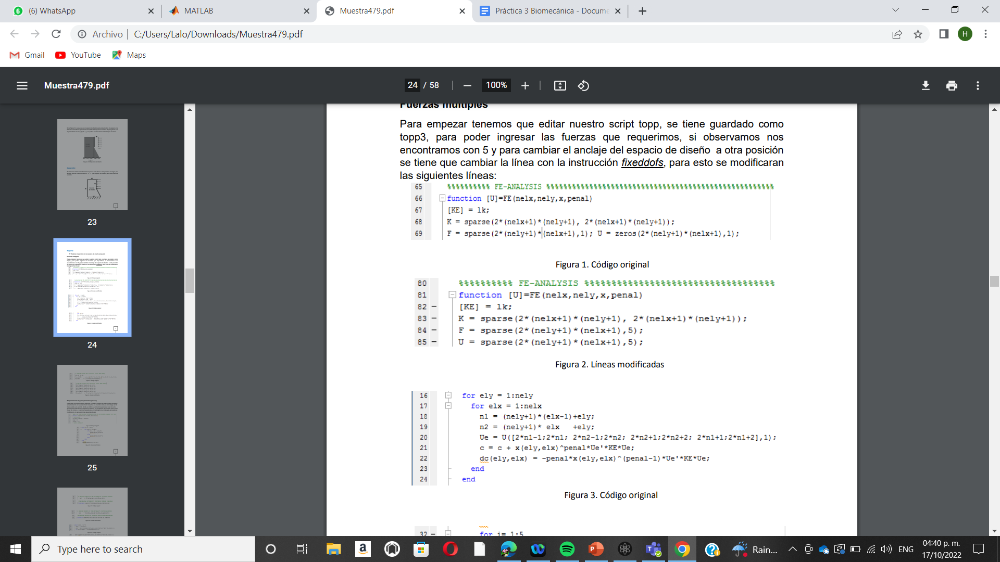 (6) WhatsApp
MATLAB
Muestra479.pdf
Práctica 3 Biomecánica - Docume
Archivo | C:/Users/Lalo/Downloads/Muestra479.pdf
H
Gmail
YouTube
Maps
Muestra479.pdf
24 / 58
100%
23
24
25
Fuerzas múltiples
Para empezar tenemos que editar nuestro script topp, se tiene guardado como
topp3, para poder ingresar las fuerzas que requerimos, si observamos nos
encontramos con 5 y para cambiar el anclaje del espacio de diseño a otra posición
se tiene que cambiar la línea con la instrucción fixeddofs, para esto se modificaran
las siguientes líneas:
65 %%%%%%%%%% FE-ANALYSIS %%%%%%%%%%%%%%%%%%%%%%%%%%%%%%%%%%%%%%%%%%%%%%%%%%%%%
66 function [U]=FE(nelx,nely,x,penal)
67 [KE] = lk;
68 K = sparse(2*(nelx+1)*(nely+1), 2*(nelx+1)*(nely+1));
69 F = sparse(2*(nely+1)*(nelx+1),1); U = zeros(2*(nely+1)*(nelx+1),1);
Figura 1. Código original
80 %%%%%%%%%% FE-ANALYSIS %%%%%%%%%%%%%%%%%%%%%%%%%%%%%%%%%%%
81 function [U]=FE(nelx,nely,x,penal)
82 – [KE] = lk;
83 – K = sparse(2*(nelx+1)*(nely+1), 2*(nelx+1)*(nely+1));
84 – F = sparse(2*(nely+1)*(nelx+1),5);
85 – U = sparse(2*(nely+1)*(nelx+1),5);
Figura 2. Líneas modificadas
16 for ely = 1:nely
17 for elx = 1:nelx
18 n1 = (nely+1)*(elx-1)+ely;
19 n2 = (nely+1)* elx   +ely;
20 Ue = U([2*n1-1;2*n1; 2*n2-1;2*n2; 2*n2+1;2*n2+2; 2*n1+1;2*n1+2],1);
21 c = c + x(ely,elx)^penal*Ue'*KE*Ue;
22 dc(ely,elx) = -penal*x(ely,elx)^(penal-1)*Ue'*KE*Ue;
23 end
24 end
Figura 3. Código original
32 – for i= 1:5
Type here to search
Rain...
ENG
04:40 p. m.
17/10/2022